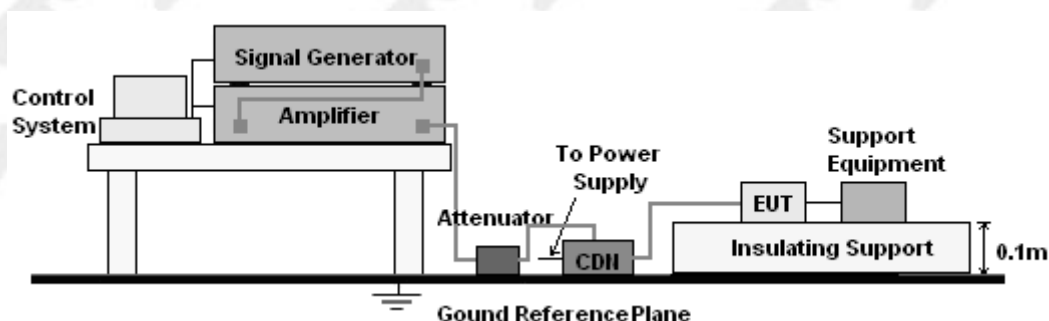 Signal Generator
Control
System
Amplifier
To Power
Supply
Support
Equipment
Attenuator
EUT
CDN
Insulating Support
0.1m
Gound Reference Plane